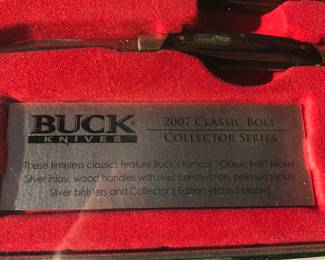 BUCK
KNIVES
2007 CLASSIC BOLT
COLLECTOR SERIES
These timeless classics feature Buck's famous "Classic Bolt" Nickel
Silver inlay, wood handles with rivet construction, polished Nickel
Silver bolsters and Collector's Edition etched blades.